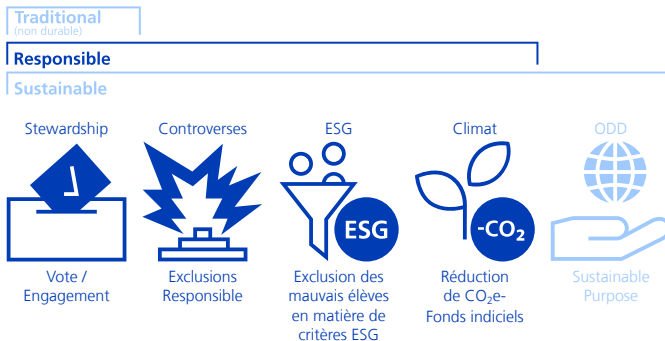 Traditional
(non durable)
Responsible
Sustainable
Stewardship
Controverses
ESG
Climat
ODD
ESG
-CO₂
Vote /
Engagement
Exclusions
Responsible
Exclusion des
mauvais élèves
en matière de
critères ESG
Réduction
de CO₂e-
Fonds indiciels
Sustainable
Purpose